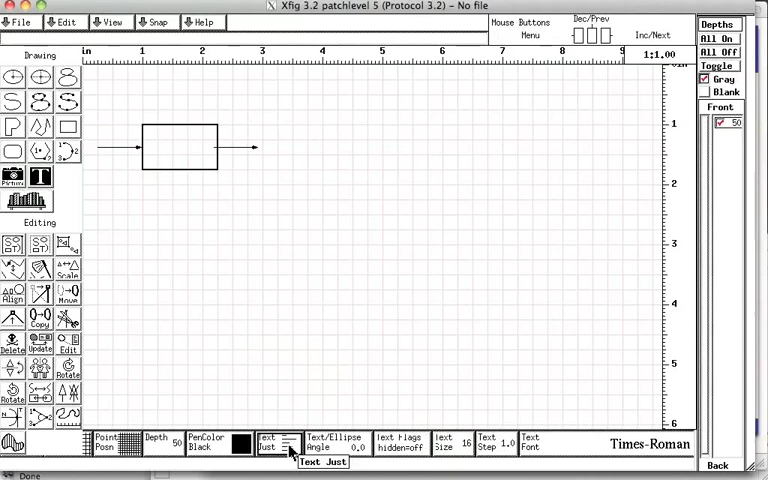 Xfig 3.2 patchlevel 5 (Protocol 3.2) - No file
File Edit View Snap Help
Mouse Buttons
Menu
Dec/Prev
Inc/Next
Depths
All On
All Off
Toggle
Gray
Blank
Front
50
Back
Drawing
in 1 2 3 4 5 6 7 8 9
1:1.00
1
2
3
4
5
6
Picture
T
Editing
Scale
Align
Move
Copy
Delete Update Edit
Rotate
Rotate
Point
Posn
Depth 50
PenColor
Black
Text
Just
Text/Ellipse
Angle 0.0
Text Flags
hidden=off
Text
Size 16
Text
Step 1.0
Text
Font
Times-Roman
Text Just
Done